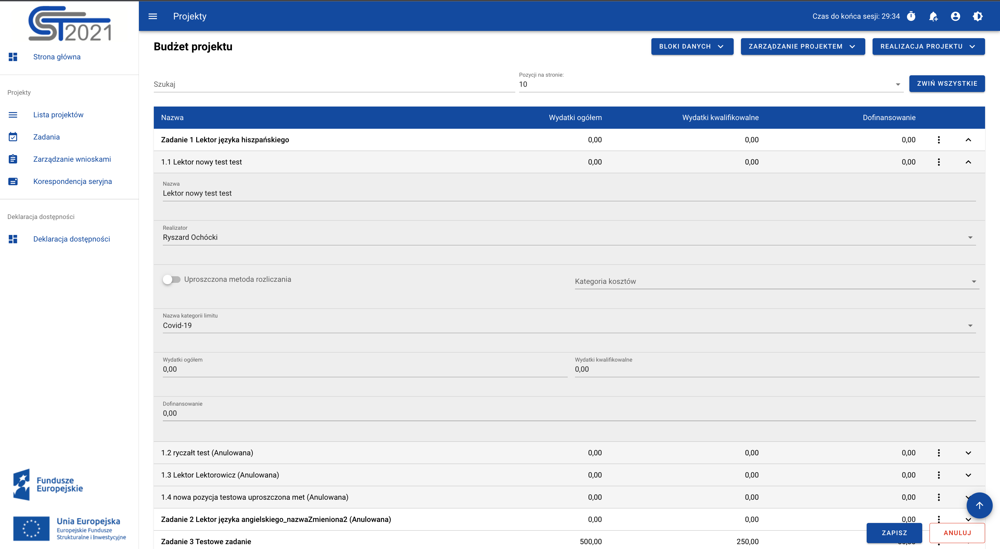 CST2021
Projekty
Czas do końca sesji: 29:34
Strona główna
Projekty
Lista projektów
Zadania
Zarządzanie wnioskami
Korespondencja seryjna
Deklaracja dostępności
Deklaracja dostępności
Fundusze
Europejskie
Unia Europejska
Europejskie Fundusze
Strukturalne i Inwestycyjne
Budżet projektu
BLOKI DANYCH
ZARZĄDZANIE PROJEKTEM
REALIZACJA PROJEKTU
Szukaj
Pozycji na stronie:
10
ZWIŃ WSZYSTKIE
Nazwa Wydatki ogółem Wydatki kwalifikowalne Dofinansowanie
Zadanie 1 Lektor języka hiszpańskiego 0,00 0,00 0,00
1.1 Lektor nowy test test 0,00 0,00 0,00
Nazwa
Lektor nowy test test
Realizator
Ryszard Ochócki
Uproszczona metoda rozliczania
Kategoria kosztów
Nazwa kategorii limitu
Covid-19
Wydatki ogółem
0,00
Wydatki kwalifikowalne
0,00
Dofinansowanie
0,00
1.2 ryczałt test (Anulowana) 0,00 0,00 0,00
1.3 Lektor Lektorowicz (Anulowana) 0,00 0,00 0,00
1.4 nowa pozycja testowa uproszczona met (Anulowana) 0,00 0,00 0,00
Zadanie 2 Lektor języka angielskiego_nazwaZmieniona2 (Anulowana) 0,00 0,00 0,00
Zadanie 3 Testowe zadanie 500,00 250,00
ZAPISZ
ANULUJ